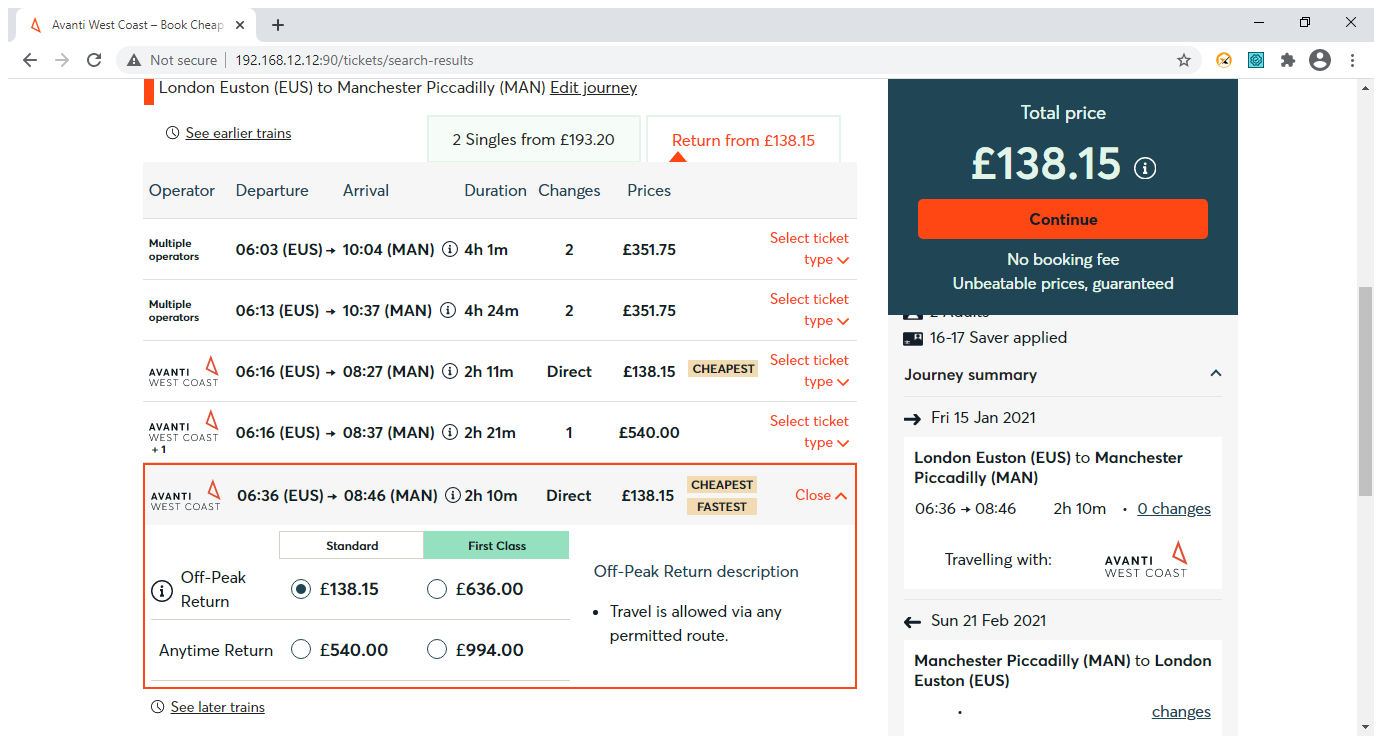 Avanti West Coast – Book Cheap
Not secure
192.168.12.12:90/tickets/search-results
London Euston (EUS) to Manchester Piccadilly (MAN) Edit journey
See earlier trains
2 Singles from £193.20
Return from £138.15
Operator Departure Arrival Duration Changes Prices
Multiple
operators
06:03 (EUS) → 10:04 (MAN) 4h 1m 2 £351.75
Select ticket
type
Multiple
operators
06:13 (EUS) → 10:37 (MAN) 4h 24m 2 £351.75
Select ticket
type
AVANTI
WEST COAST
06:16 (EUS) → 08:27 (MAN) 2h 11m Direct £138.15 CHEAPEST
Select ticket
type
AVANTI
WEST COAST
+ 1
06:16 (EUS) → 08:37 (MAN) 2h 21m 1 £540.00
Select ticket
type
AVANTI
WEST COAST
06:36 (EUS) → 08:46 (MAN) 2h 10m Direct £138.15
CHEAPEST
FASTEST
Close
Standard First Class
Off-Peak
Return
£138.15 £636.00
Anytime Return £540.00 £994.00
Off-Peak Return description
• Travel is allowed via any
permitted route.
See later trains
Total price
£138.15
Continue
No booking fee
Unbeatable prices, guaranteed
2 Adults
16-17 Saver applied
Journey summary
→ Fri 15 Jan 2021
London Euston (EUS) to Manchester
Piccadilly (MAN)
06:36 → 08:46 2h 10m • 0 changes
Travelling with:
AVANTI
WEST COAST
← Sun 21 Feb 2021
Manchester Piccadilly (MAN) to London
Euston (EUS)
• changes